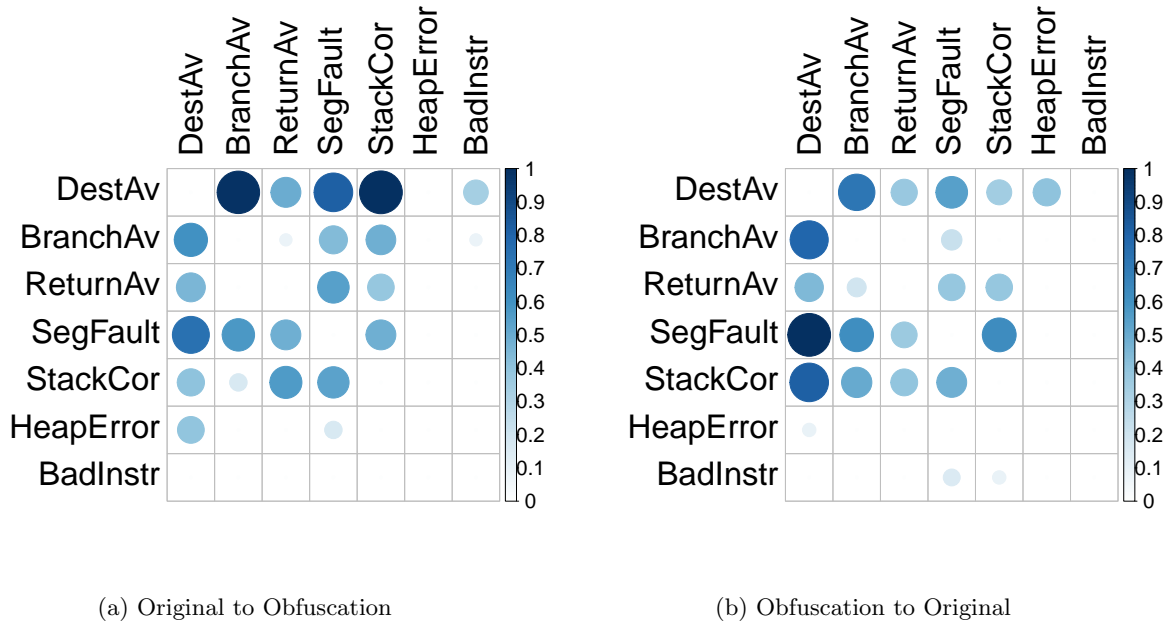 DestAv
BranchAv
ReturnAv
SegFault
StackCor
HeapError
BadInstr
DestAv
BranchAv
ReturnAv
SegFault
StackCor
HeapError
BadInstr
1
0.9
0.8
0.7
0.6
0.5
0.4
0.3
0.2
0.1
0
(a) Original to Obfuscation
DestAv
BranchAv
ReturnAv
SegFault
StackCor
HeapError
BadInstr
DestAv
BranchAv
ReturnAv
SegFault
StackCor
HeapError
BadInstr
1
0.9
0.8
0.7
0.6
0.5
0.4
0.3
0.2
0.1
0
(b) Obfuscation to Original